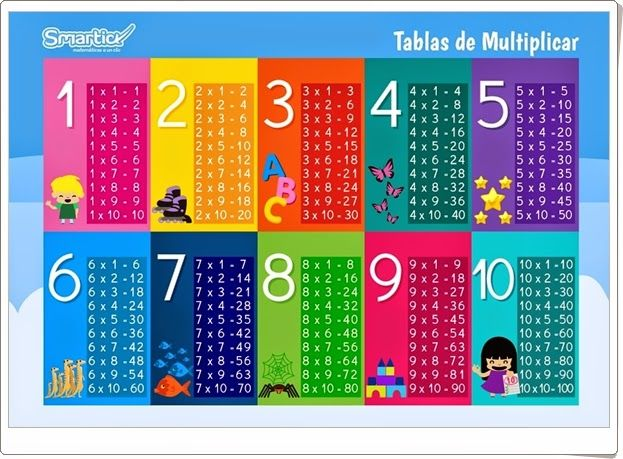 Smartick
matemáticas a un clic
Tablas de Multiplicar
1
1 x 1 - 1
1 x 2 - 2
1 x 3 - 3
1 x 4 - 4
1 x 5 - 5
1 x 6 - 6
1 x 7 - 7
1 x 8 - 8
1 x 9 - 9
1 x 10 - 10
2
2 x 1 - 2
2 x 2 - 4
2 x 3 - 6
2 x 4 - 8
2 x 5 - 10
2 x 6 - 12
2 x 7 - 14
2 x 8 - 16
2 x 9 - 18
2 x 10 - 20
3
A
B
C
3 x 1 - 3
3 x 2 - 6
3 x 3 - 9
3 x 4 - 12
3 x 5 - 15
3 x 6 - 18
3 x 7 - 21
3 x 8 - 24
3 x 9 - 27
3 x 10 - 30
4
4 x 1 - 4
4 x 2 - 8
4 x 3 - 12
4 x 4 - 16
4 x 5 - 20
4 x 6 - 24
4 x 7 - 28
4 x 8 - 32
4 x 9 - 36
4 x 10 - 40
5
5 x 1 - 5
5 x 2 - 10
5 x 3 - 15
5 x 4 - 20
5 x 5 - 25
5 x 6 - 30
5 x 7 - 35
5 x 8 - 40
5 x 9 - 45
5 x 10 - 50
6
6 x 1 - 6
6 x 2 - 12
6 x 3 - 18
6 x 4 - 24
6 x 5 - 30
6 x 6 - 36
6 x 7 - 42
6 x 8 - 48
6 x 9 - 54
6 x 10 - 60
7
7 x 1 - 7
7 x 2 - 14
7 x 3 - 21
7 x 4 - 28
7 x 5 - 35
7 x 6 - 42
7 x 7 - 49
7 x 8 - 56
7 x 9 - 63
7 x 10 - 70
8
8 x 1 - 8
8 x 2 - 16
8 x 3 - 24
8 x 4 - 32
8 x 5 - 40
8 x 6 - 48
8 x 7 - 56
8 x 8 - 64
8 x 9 - 72
8 x 10 - 80
9
9 x 1 - 9
9 x 2 - 18
9 x 3 - 27
9 x 4 - 36
9 x 5 - 45
9 x 6 - 54
9 x 7 - 63
9 x 8 - 72
9 x 9 - 81
9 x 10 - 90
10
10
10 x 1 - 10
10 x 2 - 20
10 x 3 - 30
10 x 4 - 40
10 x 5 - 50
10 x 6 - 60
10 x 7 - 70
10 x 8 - 80
10 x 9 - 90
10 x 10 - 100